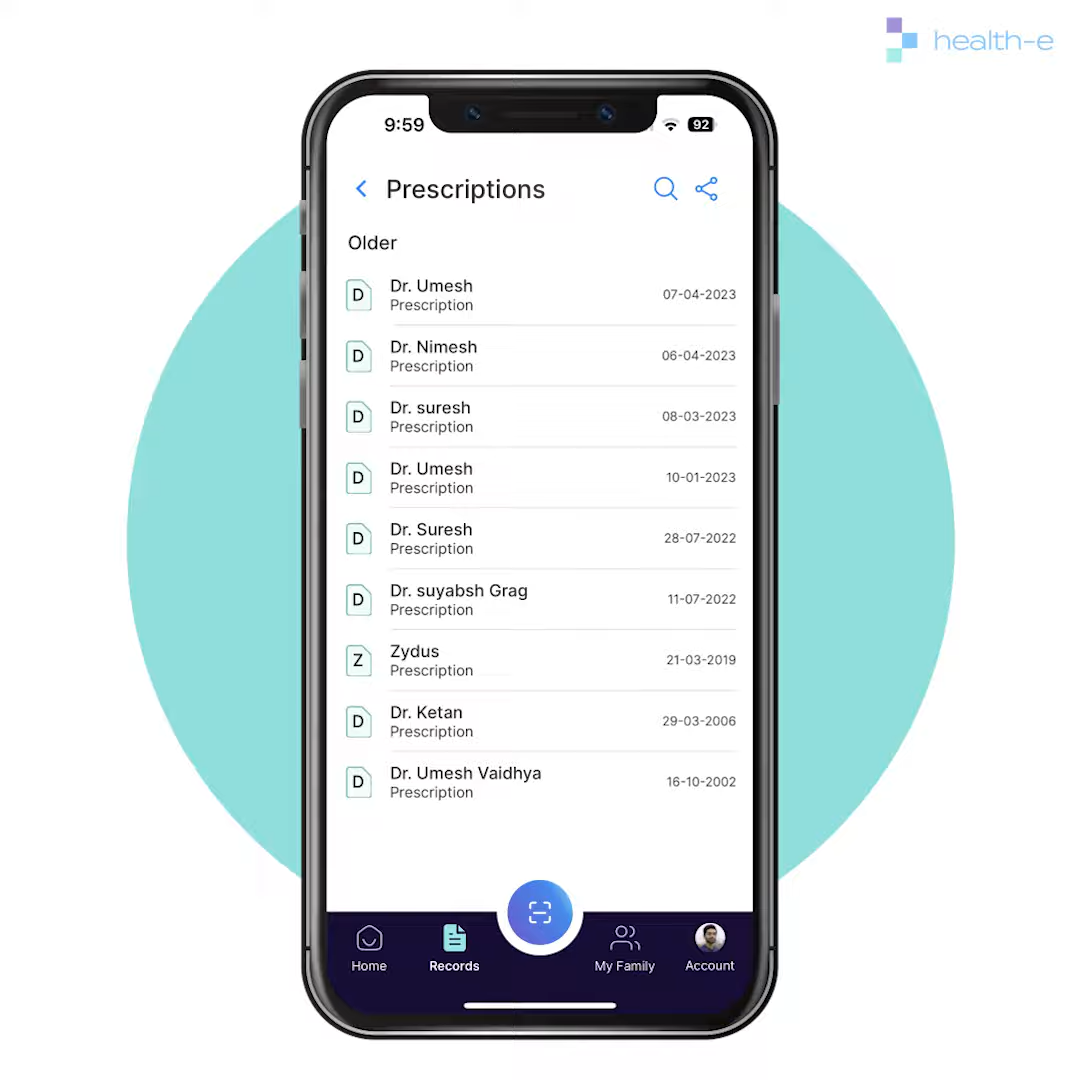 health-e
9:59
92
Prescriptions
Older
D
Dr. Umesh
Prescription
07-04-2023
D
Dr. Nimesh
Prescription
06-04-2023
D
Dr. suresh
Prescription
08-03-2023
D
Dr. Umesh
Prescription
10-01-2023
D
Dr. Suresh
Prescription
28-07-2022
D
Dr. suyabsh Grag
Prescription
11-07-2022
Z
Zydus
Prescription
21-03-2019
D
Dr. Ketan
Prescription
29-03-2006
D
Dr. Umesh Vaidhya
Prescription
16-10-2002
Home
Records
My Family
Account